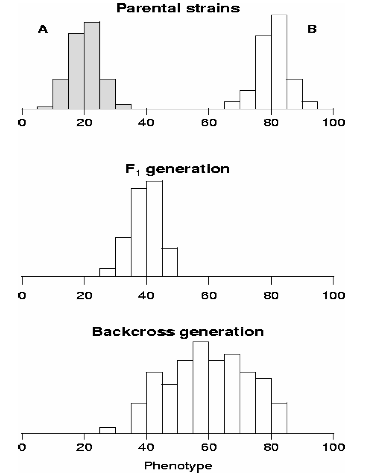 Parental strains
A B
0 20 40 60 80 100
F₁ generation
0 20 40 60 80 100
Backcross generation
0 20 40 60 80 100
Phenotype